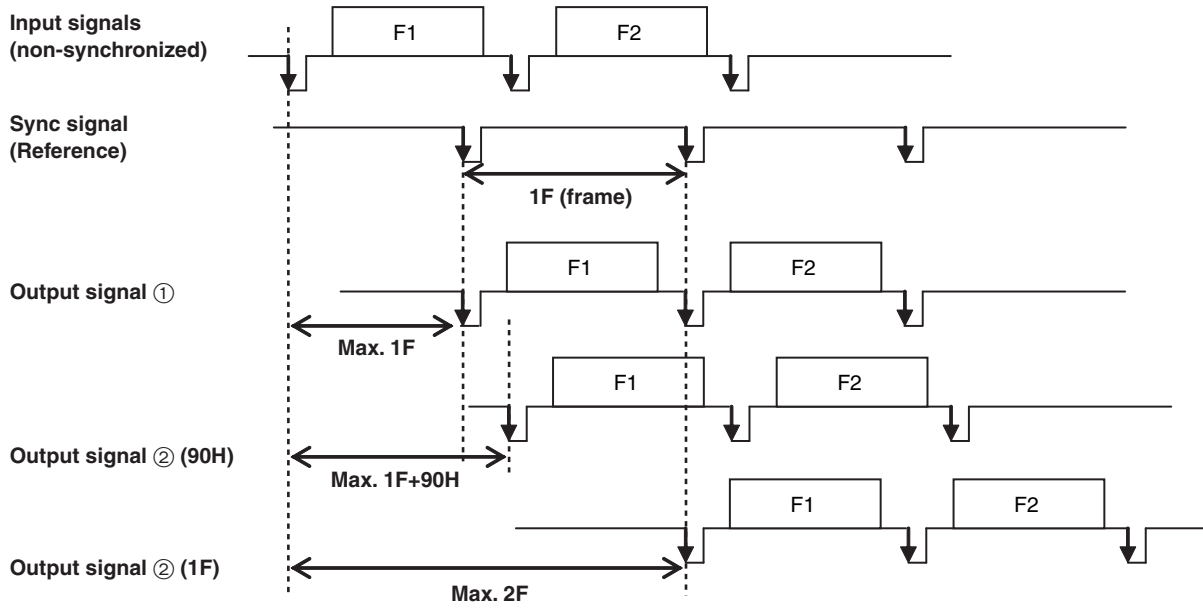 Input signals
(non-synchronized)
F1
F2
Sync signal
(Reference)
1F (frame)
F1
F2
Output signal ①
Max. 1F
F1
F2
Output signal ② (90H)
Max. 1F+90H
F1
F2
Output signal ② (1F)
Max. 2F